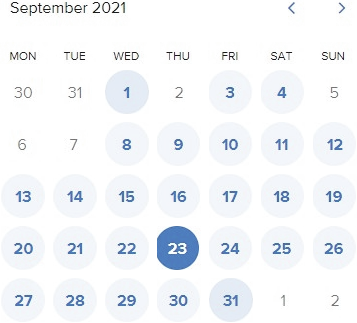 September 2021
MON TUE WED THU FRI SAT SUN
30 31 1 2 3 4 5
6 7 8 9 10 11 12
13 14 15 16 17 18 19
20 21 22 23 24 25 26
27 28 29 30 31 1 2